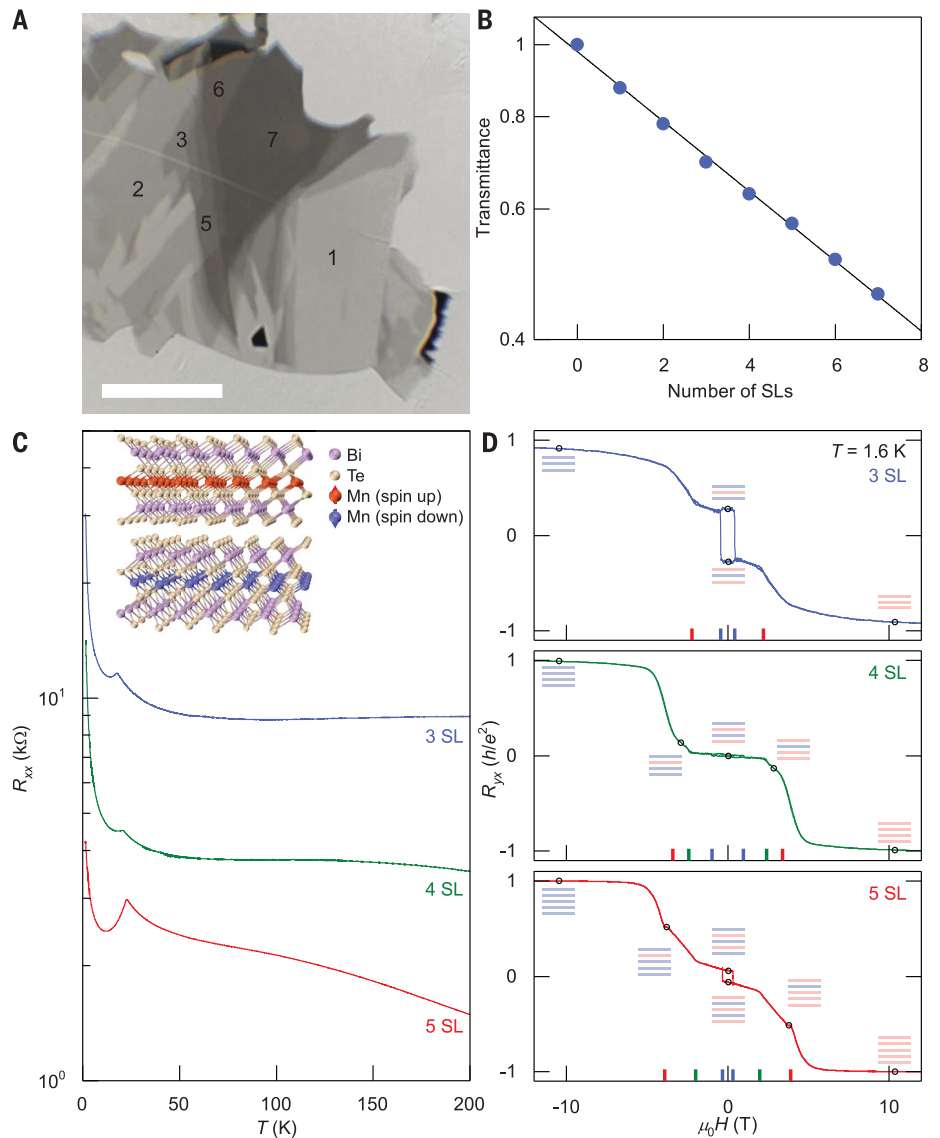 A
6
3
7
2
5
1
B
1
0.8
0.6
0.4
Transmittance
0 2 4 6 8
Number of SLs
C
Bi
Te
Mn (spin up)
Mn (spin down)
10¹
10⁰
Rxx (kΩ)
3 SL
4 SL
5 SL
0 50 100 150 200
T (K)
D
T = 1.6 K
3 SL
1
0
-1
4 SL
1
0
-1
Ryx (h/e²)
5 SL
1
0
-1
-10 0 10
μ₀H (T)